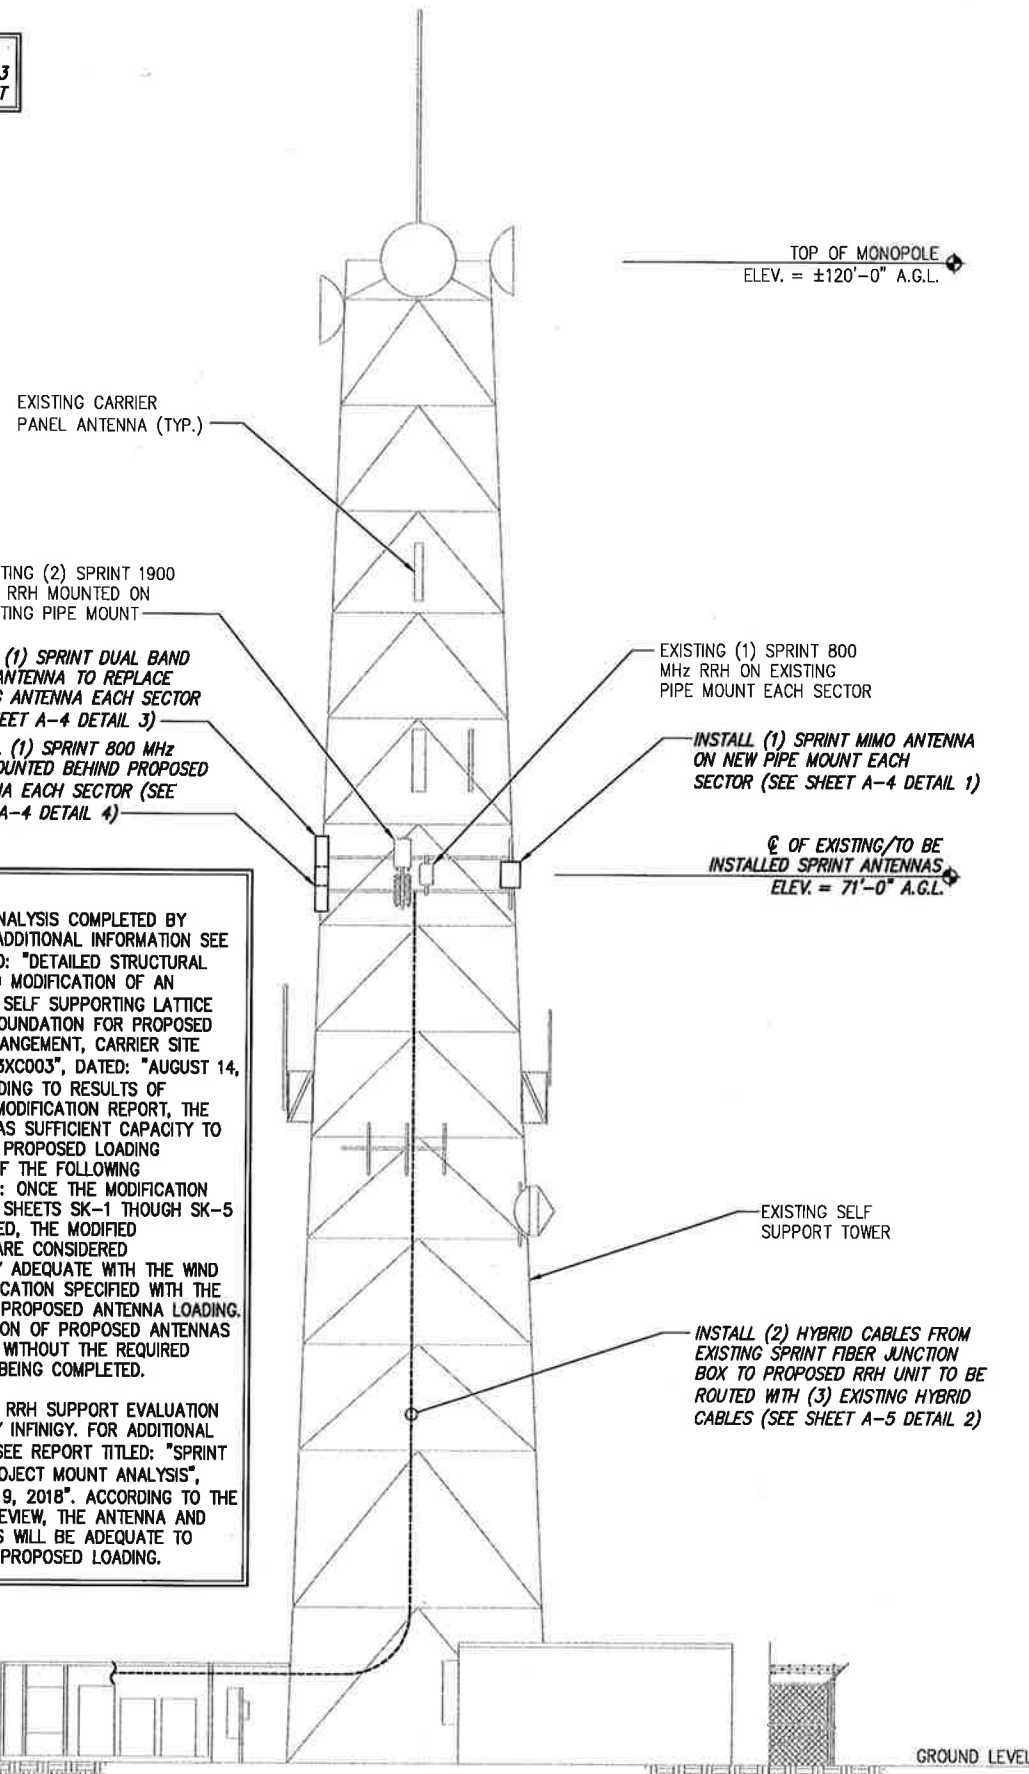 3
T
TOP OF MONOPOLE
ELEV. = ±120'-0" A.G.L.
EXISTING CARRIER
PANEL ANTENNA (TYP.)
TING (2) SPRINT 1900
RRH MOUNTED ON
TING PIPE MOUNT
(1) SPRINT DUAL BAND
ANTENNA TO REPLACE
G ANTENNA EACH SECTOR
EET A-4 DETAIL 3)
(1) SPRINT 800 MHz
OUNTED BEHIND PROPOSED
NA EACH SECTOR (SEE
A-4 DETAIL 4)
EXISTING (1) SPRINT 800
MHz RRH ON EXISTING
PIPE MOUNT EACH SECTOR
INSTALL (1) SPRINT MIMO ANTENNA
ON NEW PIPE MOUNT EACH
SECTOR (SEE SHEET A-4 DETAIL 1)
℄ OF EXISTING/TO BE
INSTALLED SPRINT ANTENNAS
ELEV. = 71'-0" A.G.L.
NALYSIS COMPLETED BY
ADDITIONAL INFORMATION SEE
D: "DETAILED STRUCTURAL
D MODIFICATION OF AN
SELF SUPPORTING LATTICE
OUNDATION FOR PROPOSED
ANGEMENT, CARRIER SITE
3XC003", DATED: "AUGUST 14,
DING TO RESULTS OF
MODIFICATION REPORT, THE
AS SUFFICIENT CAPACITY TO
PROPOSED LOADING
F THE FOLLOWING
: ONCE THE MODIFICATION
SHEETS SK-1 THOUGH SK-5
ED, THE MODIFIED
ARE CONSIDERED
Y ADEQUATE WITH THE WIND
ICATION SPECIFIED WITH THE
PROPOSED ANTENNA LOADING.
ON OF PROPOSED ANTENNAS
WITHOUT THE REQUIRED
BEING COMPLETED.
RRH SUPPORT EVALUATION
Y INFINIGY. FOR ADDITIONAL
SEE REPORT TITLED: "SPRINT
OJECT MOUNT ANALYSIS",
9, 2018". ACCORDING TO THE
EVIEW, THE ANTENNA AND
S WILL BE ADEQUATE TO
PROPOSED LOADING.
EXISTING SELF
SUPPORT TOWER
INSTALL (2) HYBRID CABLES FROM
EXISTING SPRINT FIBER JUNCTION
BOX TO PROPOSED RRH UNIT TO BE
ROUTED WITH (3) EXISTING HYBRID
CABLES (SEE SHEET A-5 DETAIL 2)
GROUND LEVEL